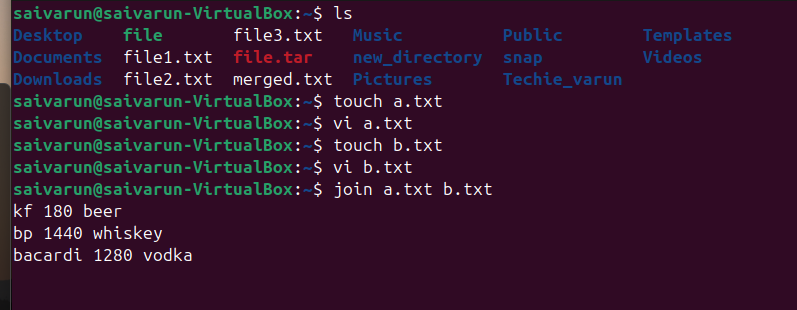 saivarun@saivarun-VirtualBox:~$ ls
Desktop file file3.txt Music Public Templates
Documents file1.txt file.tar new_directory snap Videos
Downloads file2.txt merged.txt Pictures Techie_varun
saivarun@saivarun-VirtualBox:~$ touch a.txt
saivarun@saivarun-VirtualBox:~$ vi a.txt
saivarun@saivarun-VirtualBox:~$ touch b.txt
saivarun@saivarun-VirtualBox:~$ vi b.txt
saivarun@saivarun-VirtualBox:~$ join a.txt b.txt
kf 180 beer
bp 1440 whiskey
bacardi 1280 vodka